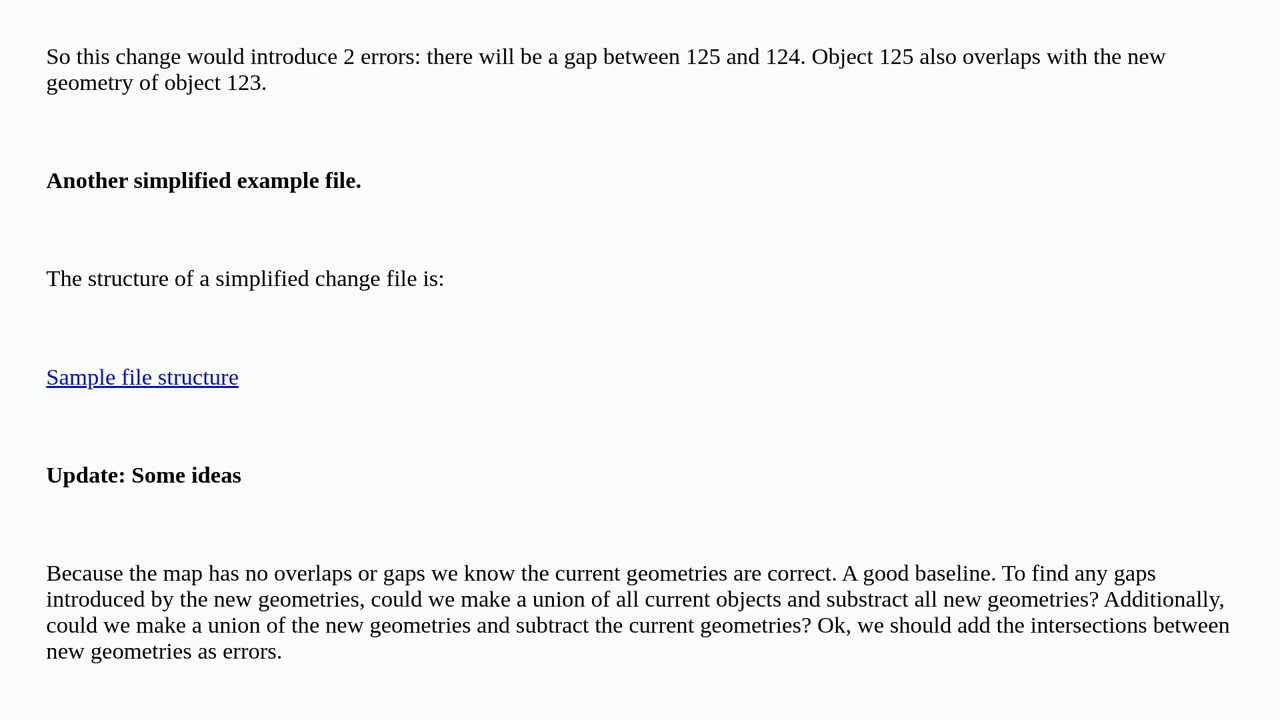 So this change would introduce 2 errors: there will be a gap between 125 and 124. Object 125 also overlaps with the new
geometry of object 123.
Another simplified example file.
The structure of a simplified change file is:
Sample file structure
Update: Some ideas
Because the map has no overlaps or gaps we know the current geometries are correct. A good baseline. To find any gaps
introduced by the new geometries, could we make a union of all current objects and substract all new geometries? Additionally,
could we make a union of the new geometries and subtract the current geometries? Ok, we should add the intersections between
new geometries as errors.